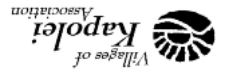 Villages of
Kapolei
Association